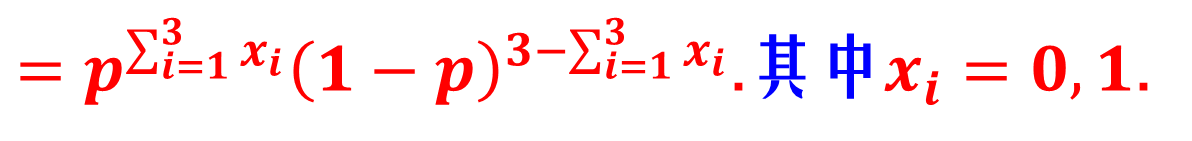 $= p^{\sum_{i=1}^{3} x_i}(1-p)^{3-\sum_{i=1}^{3} x_i}$.其中$x_i = 0, 1.$